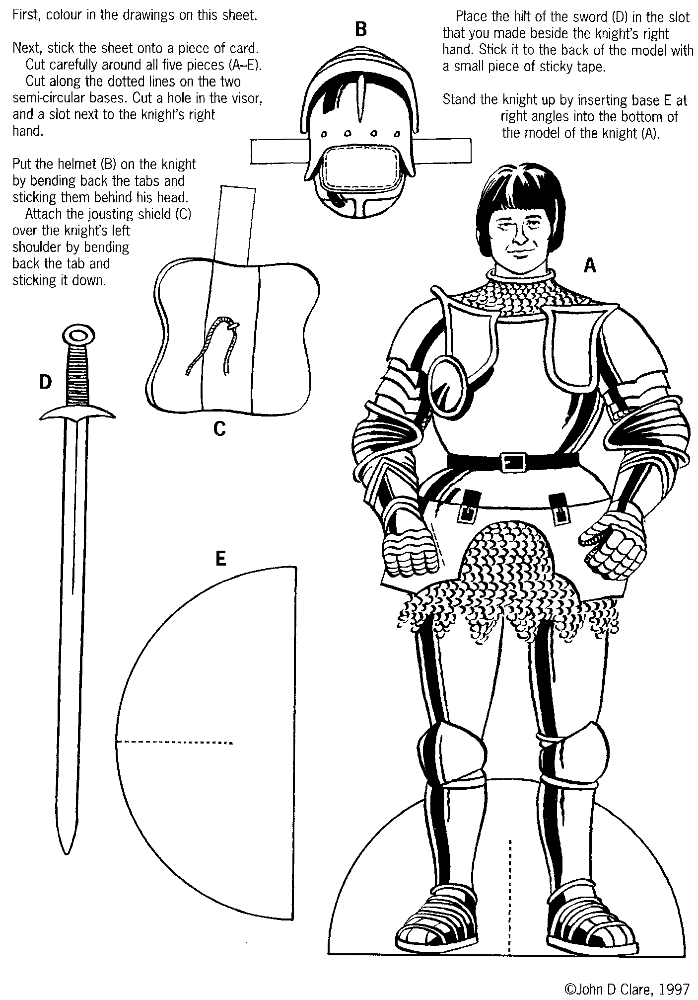 First, colour in the drawings on this sheet.
Next, stick the sheet onto a piece of card.
Cut carefully around all five pieces (A–E).
Cut along the dotted lines on the two
semi-circular bases. Cut a hole in the visor,
and a slot next to the knight's right
hand.
Put the helmet (B) on the knight
by bending back the tabs and
sticking them behind his head.
Attach the jousting shield (C)
over the knight's left
shoulder by bending
back the tab and
sticking it down.
Place the hilt of the sword (D) in the slot
that you made beside the knight's right
hand. Stick it to the back of the model with
a small piece of sticky tape.
Stand the knight up by inserting base E at
right angles into the bottom of
the model of the knight (A).
B
A
D
C
E
©John D Clare, 1997